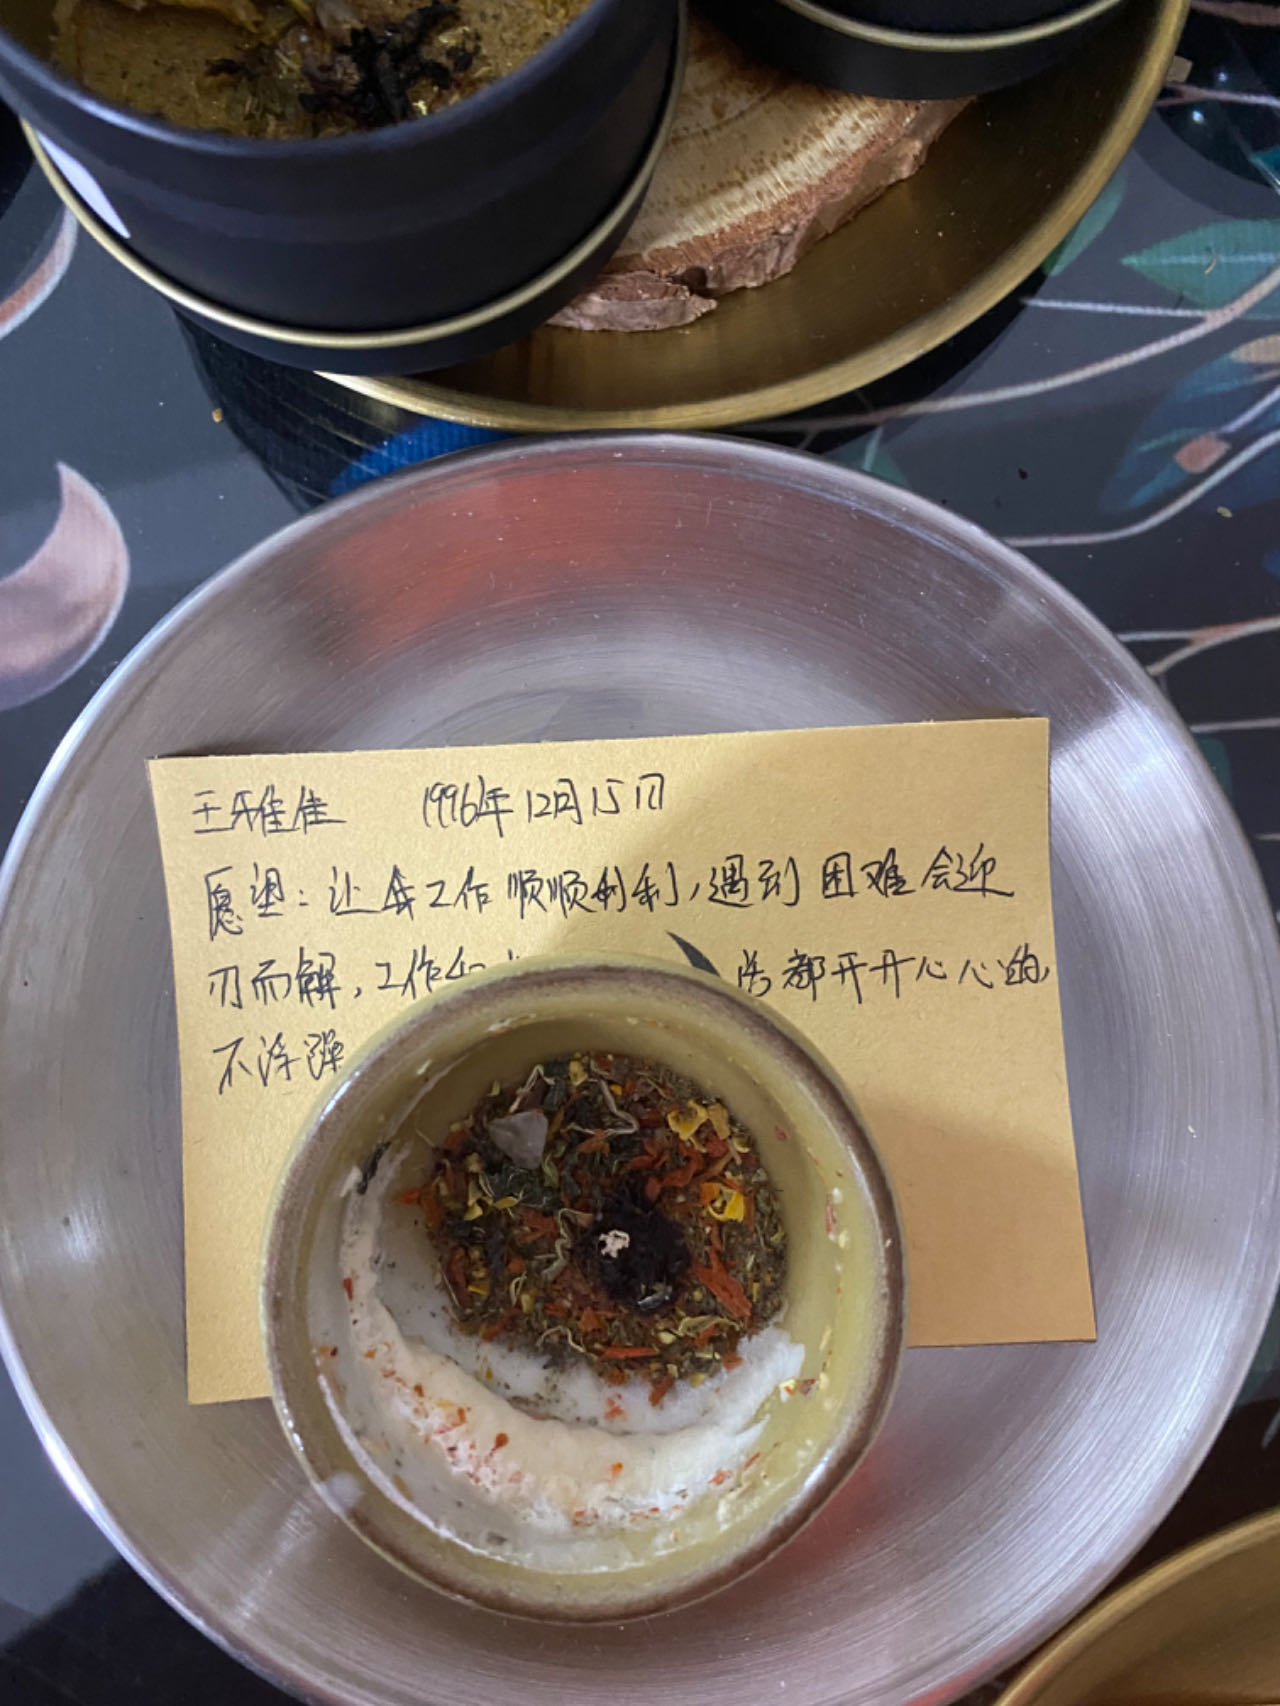 王雅佳 1996年12月15日
愿望：让我工作顺顺利利，遇到困难会迎
刃而解，工作和 活都开开心心的，
不浮躁